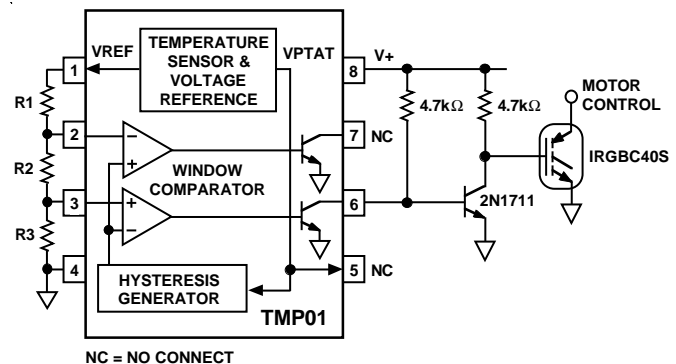 TEMPERATURE
SENSOR &
VOLTAGE
REFERENCE
VREF
VPTAT
1
R1
2
R2
3
R3
4
WINDOW
COMPARATOR
HYSTERESIS
GENERATOR
TMP01
8
V+
7
NC
6
5
NC
4.7kΩ
4.7kΩ
2N1711
MOTOR
CONTROL
IRGBC40S
NC = NO CONNECT